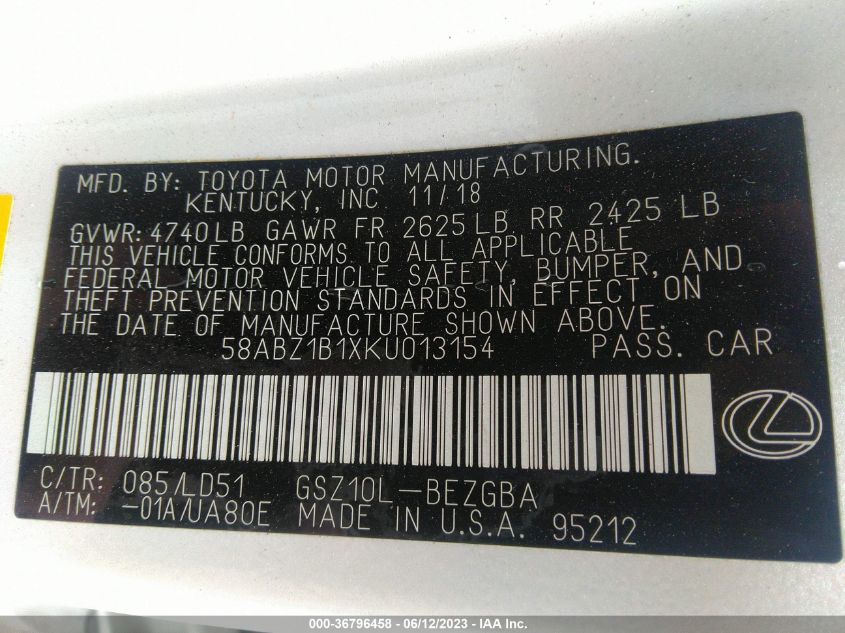 MFD. BY: TOYOTA MOTOR MANUFACTURING.
KENTUCKY, INC 11/18
GVWR: 4740LB GAWR FR 2625LB RR 2425 LB
THIS VEHICLE CONFORMS TO ALL APPLICABLE
FEDERAL MOTOR VEHICLE SAFETY, BUMPER, AND
THEFT PREVENTION STANDARDS IN EFFECT ON
THE DATE OF MANUFACTURE SHOWN ABOVE.
58ABZ1B1XKU013154 PASS. CAR
C/TR: 085/LD51 GSZ10L-BEZGBA
A/TM: -01A/UA80E MADE IN U.S.A. 95212
000-36796458 - 06/12/2023 - IAA Inc.